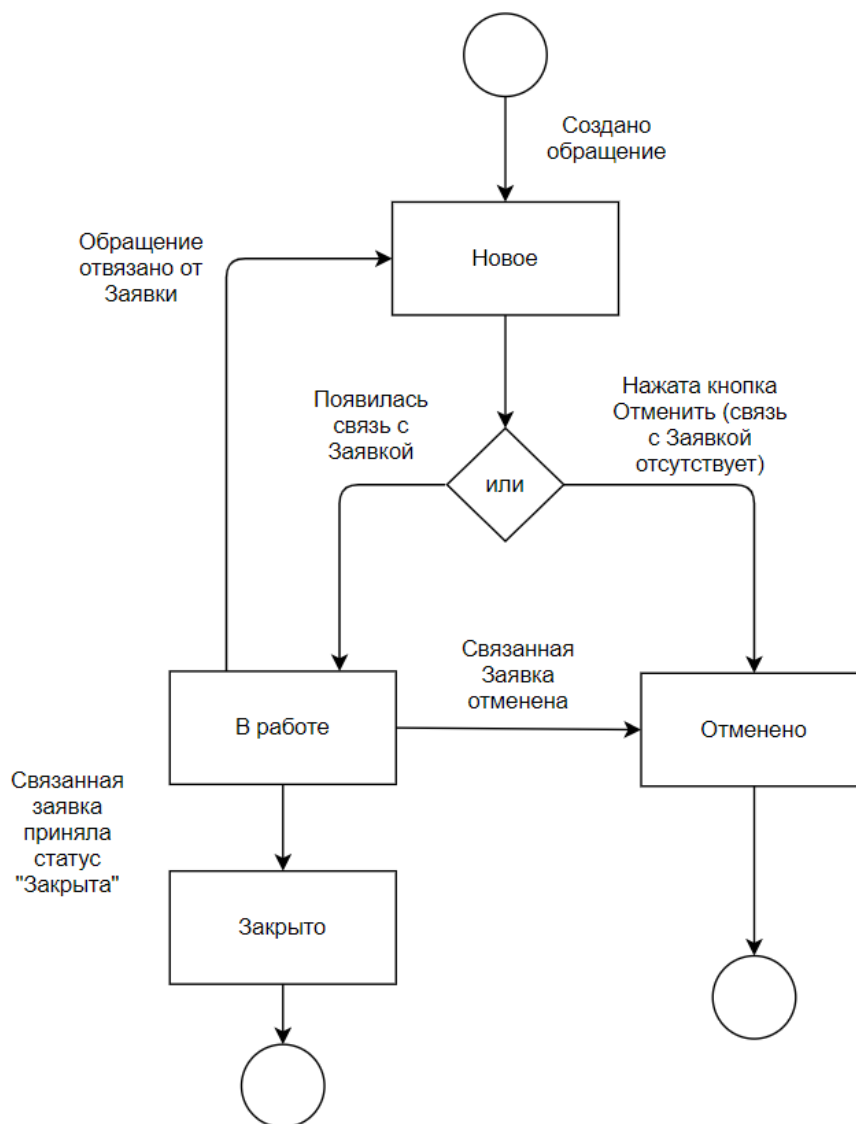 Создано
обращение
Новое
Обращение
отвязано от
Заявки
Появилась
связь с
Заявкой
Нажата кнопка
Отменить (связь
с Заявкой
отсутствует)
или
Связанная
Заявка
отменена
В работе
Отменено
Связанная
заявка
приняла
статус
"Закрыта"
Закрыто